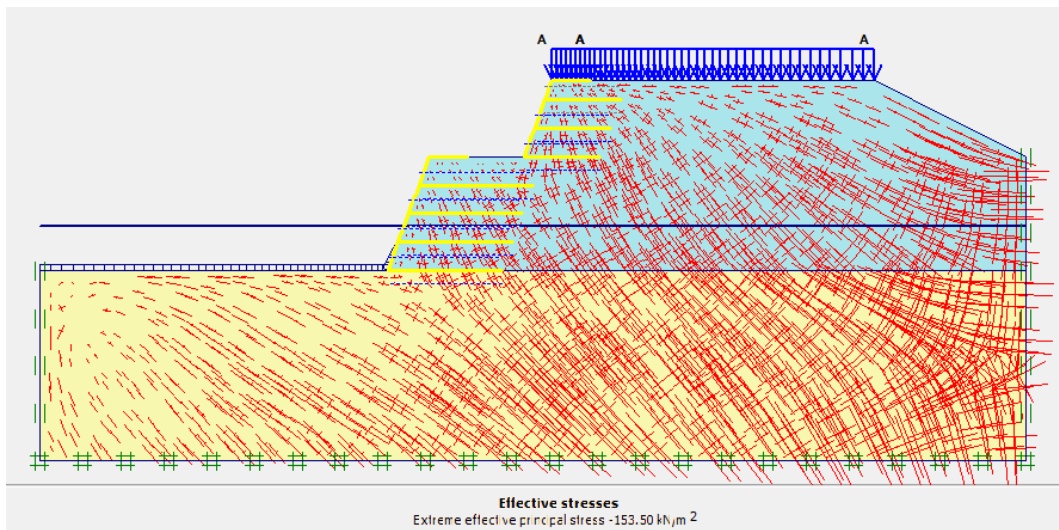 A A A
Effective stresses
Extreme effective principal stress -153.50 kN/m 2